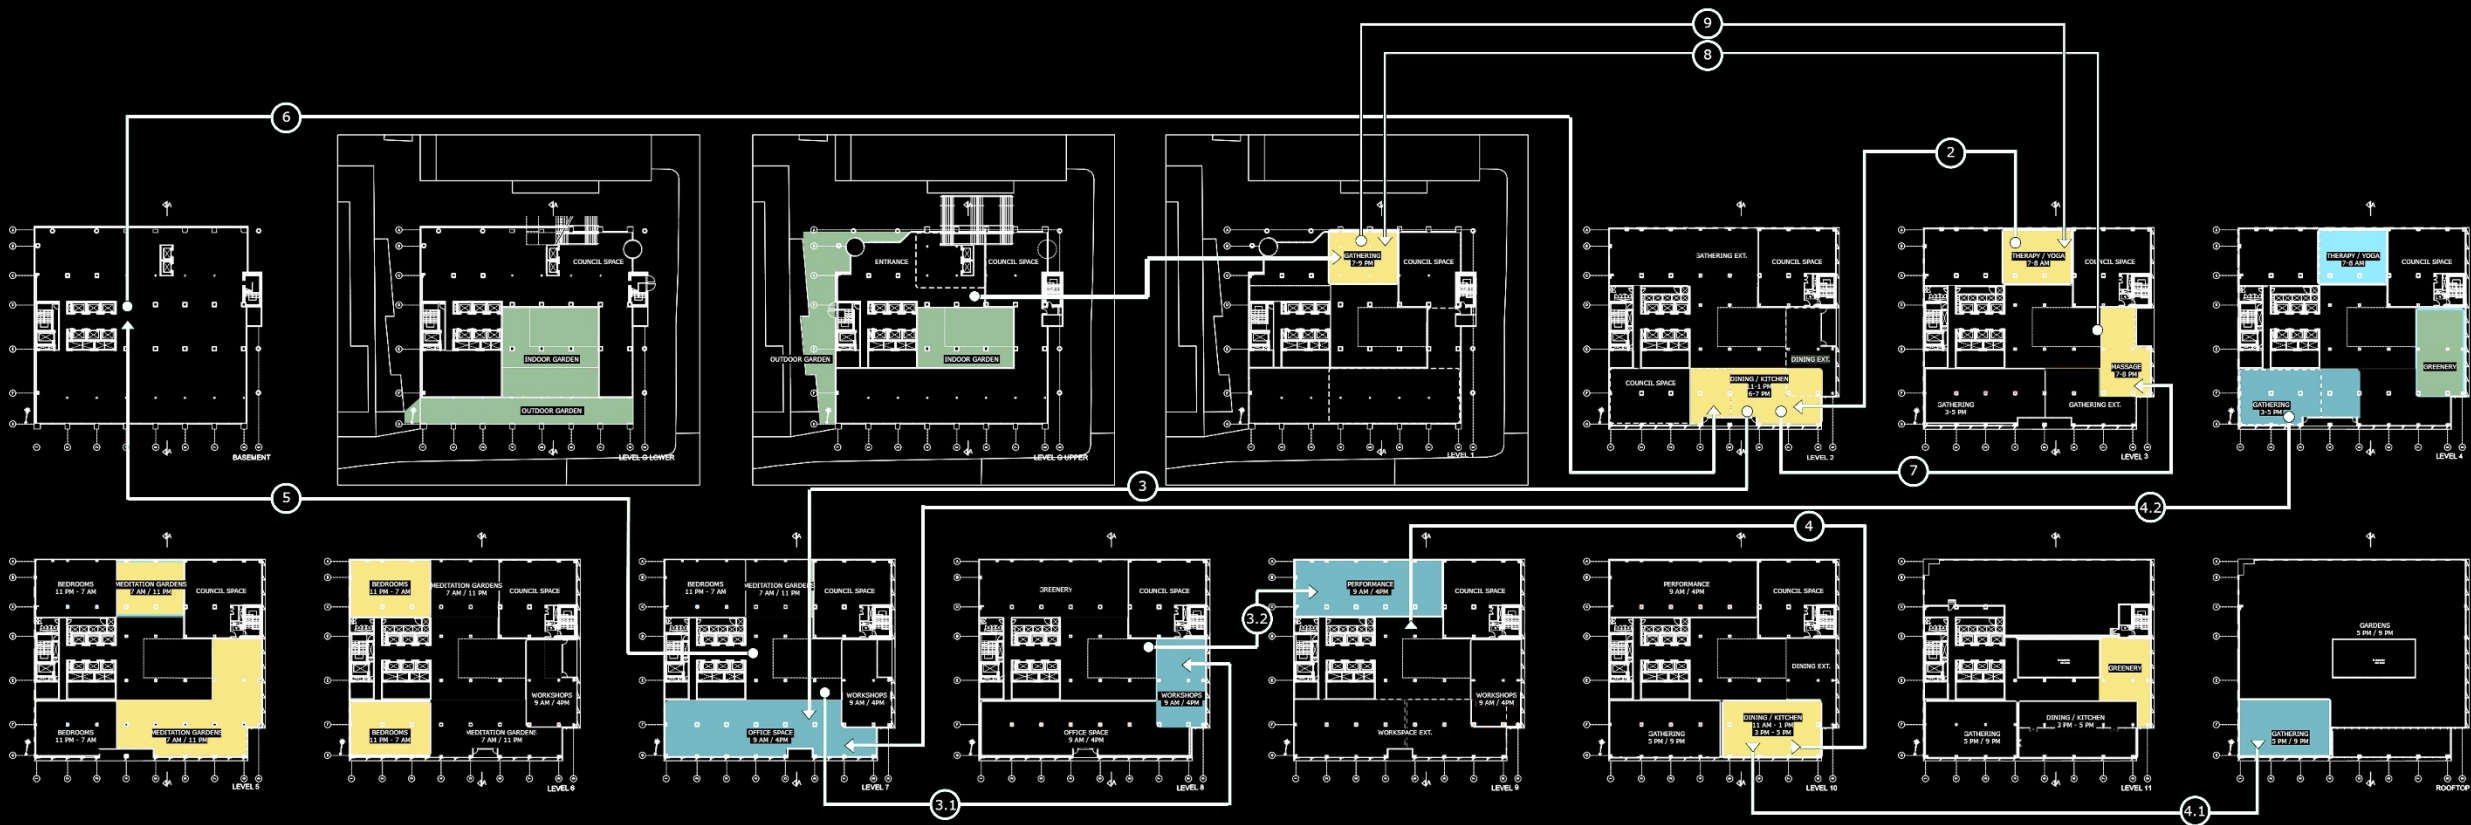 9
8
6
2
COUNCIL SPACE
ENTRANCE
COUNCIL SPACE
GATHERING
7-9 PM
COUNCIL SPACE
GATHERING EXT.
COUNCIL SPACE
THERAPY / YOGA
7-8 AM
COUNCIL SPACE
THERAPY / YOGA
7-8 AM
COUNCIL SPACE
INDOOR GARDEN
OUTDOOR GARDEN
OUTDOOR GARDEN
INDOOR GARDEN
DINING EXT.
COUNCIL SPACE
DINING / KITCHEN
11-1 PM
6-7 PM
MASSAGE
7-8 PM
GATHERING
3-5 PM
GATHERING EXT.
GREENERY
GATHERING
3-5 PM
BASEMENT
LEVEL G LOWER
LEVEL G UPPER
LEVEL 1
LEVEL 2
LEVEL 3
LEVEL 4
7
3
5
4.2
4
BEDROOMS
11 PM - 7 AM
MEDITATION GARDENS
7 AM / 11 PM
COUNCIL SPACE
BEDROOMS
11 PM - 7 AM
MEDITATION GARDENS
7 AM / 11 PM
LEVEL 5
BEDROOMS
11 PM - 7 AM
MEDITATION GARDENS
7 AM / 11 PM
COUNCIL SPACE
WORKSHOPS
9 AM / 4PM
BEDROOMS
11 PM - 7 AM
MEDITATION GARDENS
7 AM / 11 PM
LEVEL 6
BEDROOMS
11 PM - 7 AM
MEDITATION GARDENS
7 AM / 11 PM
COUNCIL SPACE
WORKSHOPS
9 AM / 4PM
OFFICE SPACE
9 AM / 4PM
LEVEL 7
3.1
GREENERY
COUNCIL SPACE
WORKSHOPS
9 AM / 4PM
OFFICE SPACE
9 AM / 4PM
LEVEL 8
3.2
PERFORMANCE
9 AM / 4PM
COUNCIL SPACE
WORKSHOPS
9 AM / 4PM
WORKSPACE EXT.
LEVEL 9
PERFORMANCE
9 AM / 4PM
COUNCIL SPACE
DINING EXT.
GATHERING
5 PM / 9 PM
DINING / KITCHEN
11 AM - 1 PM
3 PM - 5 PM
LEVEL 10
GREENERY
GATHERING
5 PM / 9 PM
DINING / KITCHEN
3 PM - 5 PM
LEVEL 11
GARDENS
5 PM / 9 PM
GATHERING
5 PM / 9 PM
ROOFTOP
4.1